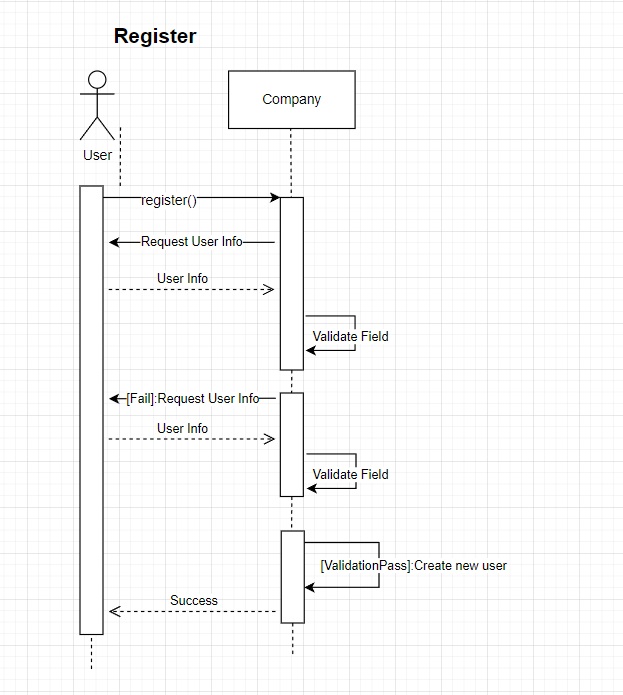 Register
Company
User
register()
Request User Info
User Info
Validate Field
[Fail]:Request User Info
User Info
Validate Field
[ValidationPass]:Create new user
Success